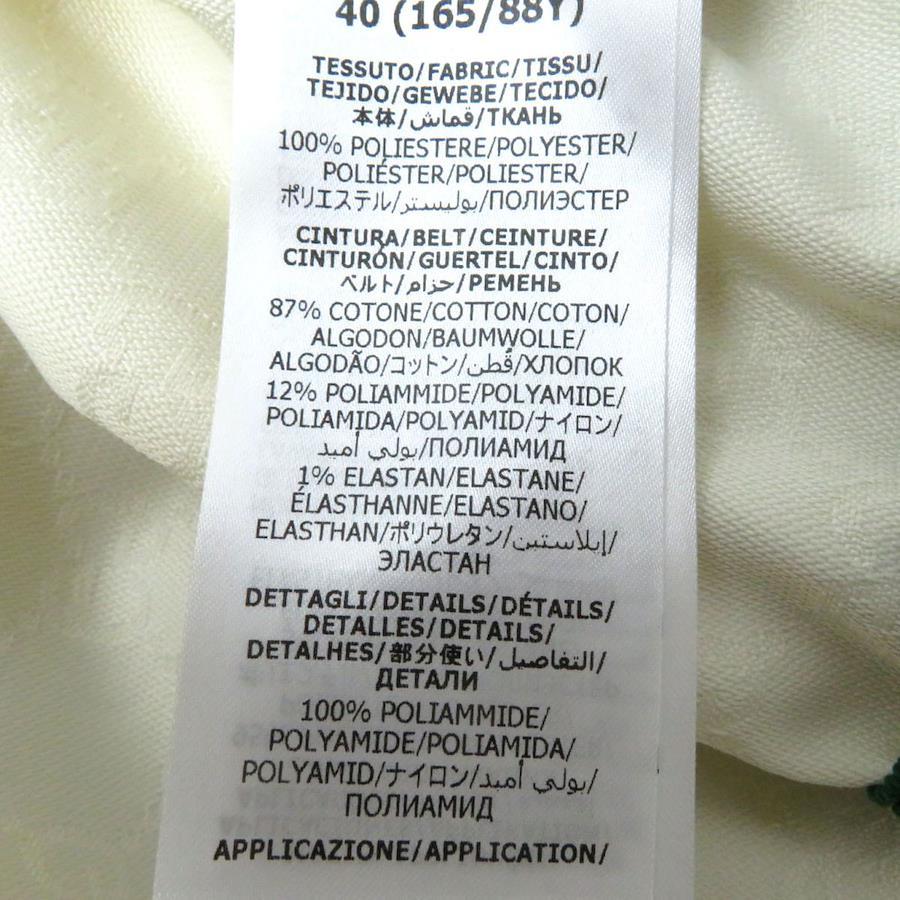 40 (165/88Y)
TESSUTO/FABRIC/TISSU/
TEJIDO/GEWEBE/TECIDO/
本体/قماش/ТКАНЬ
100% POLIESTERE/POLYESTER/
POLIÉSTER/POLIESTER/
ポリエステル/بوليستر/ПОЛИЭСТЕР
CINTURA/BELT/CEINTURE/
CINTURÓN/GUERTEL/CINTO/
ベルト/حزام/РЕМЕНЬ
87% COTONE/COTTON/COTON/
ALGODON/BAUMWOLLE/
ALGODÃO/コットン/قُطن/ХЛОПОК
12% POLIAMMIDE/POLYAMIDE/
POLIAMIDA/POLYAMID/ナイロン/
بولي أميد/ПОЛИАМИД
1% ELASTAN/ELASTANE/
ÉLASTHANNE/ELASTANO/
ELASTHAN/ポリウレタン/إيلاستين/
ЭЛАСТАН
DETTAGLI/DETAILS/DÉTAILS/
DETALLES/DETAILS/
DETALHES/部分使い/التفاصيل/
ДЕТАЛИ
100% POLIAMMIDE/
POLYAMIDE/POLIAMIDA/
POLYAMID/ナイロン/بولي أميد/
ПОЛИАМИД
APPLICAZIONE/APPLICATION/